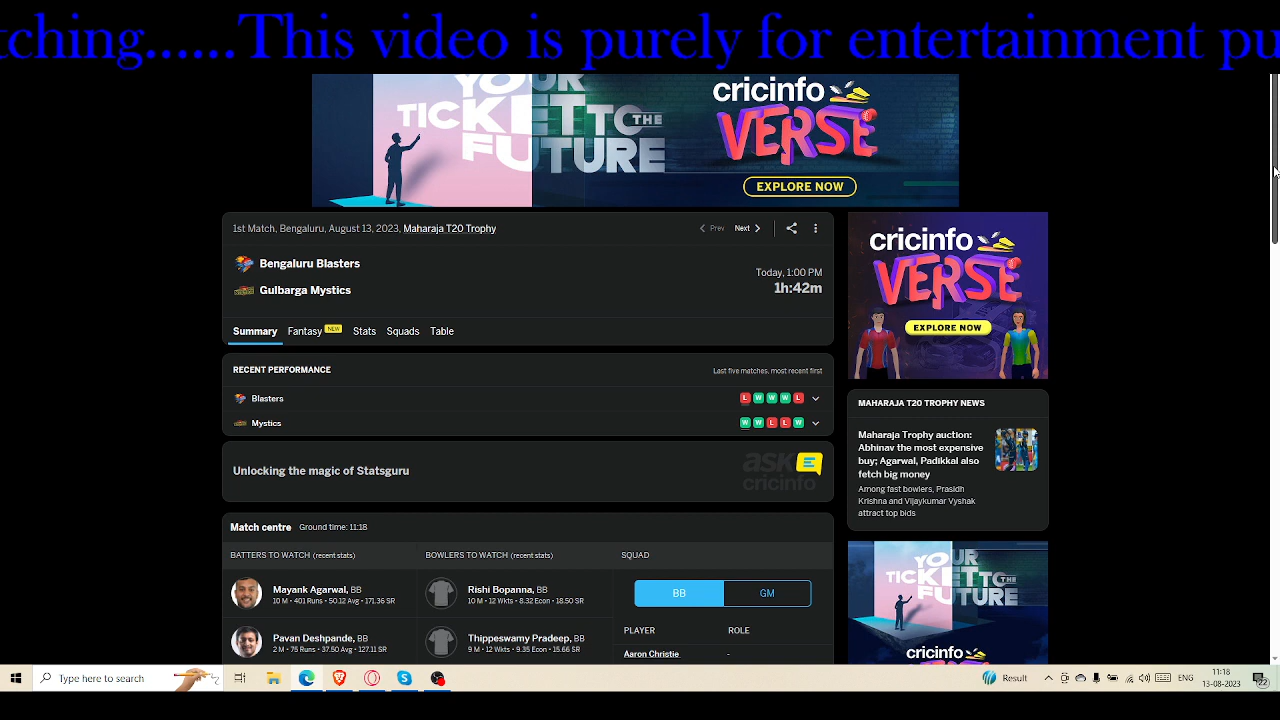 tching......This video is purely for entertainment pu
YOUR
TICKET TO THE
FUTURE
cricinfo
VERSE
EXPLORE NOW
1st Match, Bengaluru, August 13, 2023, Maharaja T20 Trophy
Prev Next
Bengaluru Blasters
Gulbarga Mystics
Today, 1:00 PM
1h:42m
Summary Fantasy NEW Stats Squads Table
cricinfo
VERSE
EXPLORE NOW
RECENT PERFORMANCE Last five matches, most recent first
Blasters L W W W L
Mystics W W L L W
Unlocking the magic of Statsguru
ask
cricinfo
MAHARAJA T20 TROPHY NEWS
Maharaja Trophy auction:
Abhinav the most expensive
buy; Agarwal, Padikkal also
fetch big money
Among fast bowlers, Prasidh
Krishna and Vijaykumar Vyshak
attract top bids
Match centre Ground time: 11:18
BATTERS TO WATCH (recent stats) BOWLERS TO WATCH (recent stats) SQUAD
Mayank Agarwal, BB
10 M • 401 Runs • 50.12 Avg • 171.36 SR
Rishi Bopanna, BB
10 M • 12 Wkts • 8.32 Econ • 18.50 SR
BB GM
PLAYER ROLE
Pavan Deshpande, BB
2 M • 75 Runs • 37.50 Avg • 127.11 SR
Thippeswamy Pradeep, BB
9 M • 12 Wkts • 9.35 Econ • 15.66 SR
Aaron Christie -
YOUR
TICKET TO THE
FUTURE
cricinfo
Type here to search
Result
ENG
11:18
13-08-2023
22